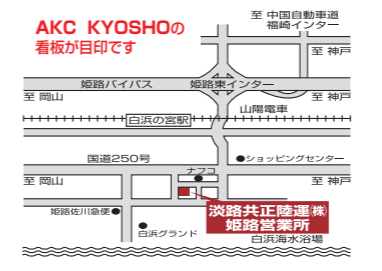 AKC KYOSHOの
看板が目印です
至 中国自動車道
福崎インター
至 神戸
姫路バイパス
姫路東インター
至 岡山
至 神戸
山陽電車
白浜の宮駅
国道250号
ショッピングセンター
ナフコ
至 岡山
至 神戸
姫路佐川急便
淡路共正陸運㈱
姫路営業所
白浜グランド
白浜海水浴場